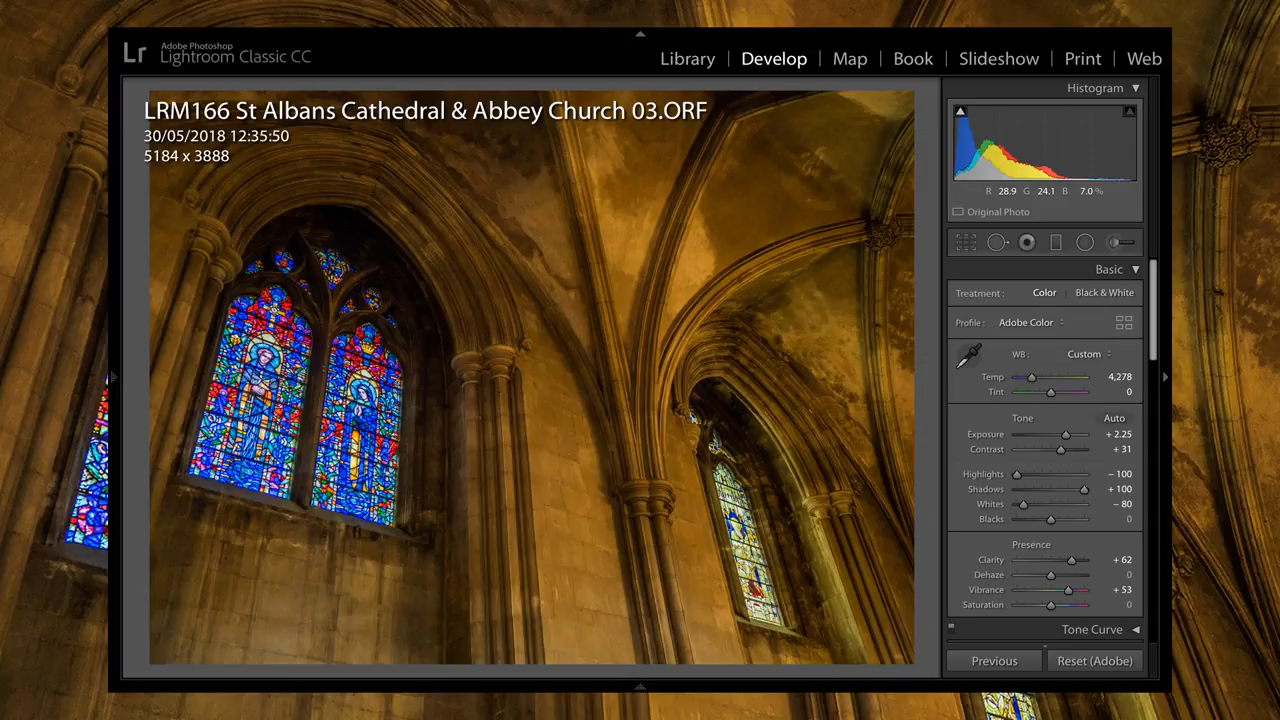 Lr Adobe Photoshop
Lightroom Classic CC
Library | Develop | Map | Book | Slideshow | Print | Web
LRM166 St Albans Cathedral & Abbey Church 03.ORF
30/05/2018 12:35:50
5184 x 3888
Histogram
R 28.9 G 24.1 B 7.0 %
Original Photo
Basic
Treatment : Color | Black & White
Profile : Adobe Color
WB : Custom
Temp 4,278
Tint 0
Tone Auto
Exposure + 2.25
Contrast + 31
Highlights − 100
Shadows + 100
Whites − 80
Blacks 0
Presence
Clarity + 62
Dehaze 0
Vibrance + 53
Saturation 0
Tone Curve
Previous Reset (Adobe)